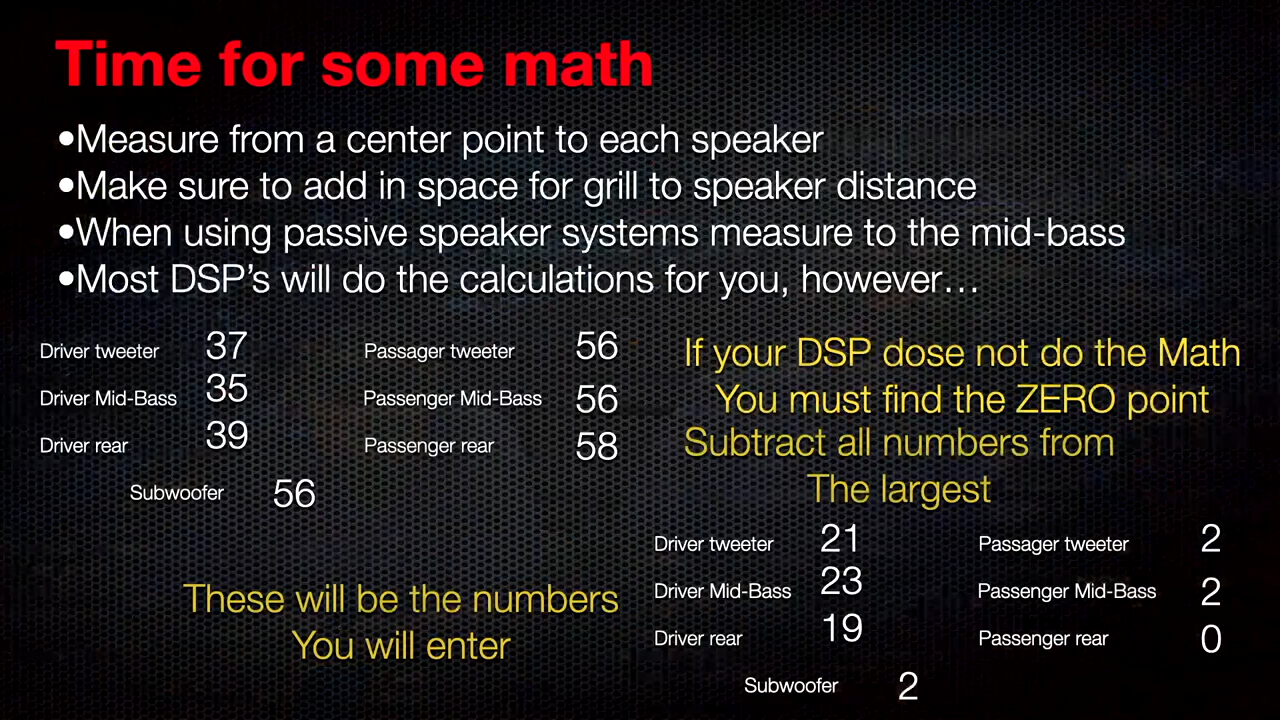 Time for some math
•Measure from a center point to each speaker
•Make sure to add in space for grill to speaker distance
•When using passive speaker systems measure to the mid-bass
•Most DSP’s will do the calculations for you, however…
Driver tweeter 37
Driver Mid-Bass 35
Driver rear 39
Passager tweeter 56
Passenger Mid-Bass 56
Passenger rear 58
Subwoofer 56
If your DSP dose not do the Math
You must find the ZERO point
Subtract all numbers from
The largest
These will be the numbers
You will enter
Driver tweeter 21
Driver Mid-Bass 23
Driver rear 19
Passager tweeter 2
Passenger Mid-Bass 2
Passenger rear 0
Subwoofer 2